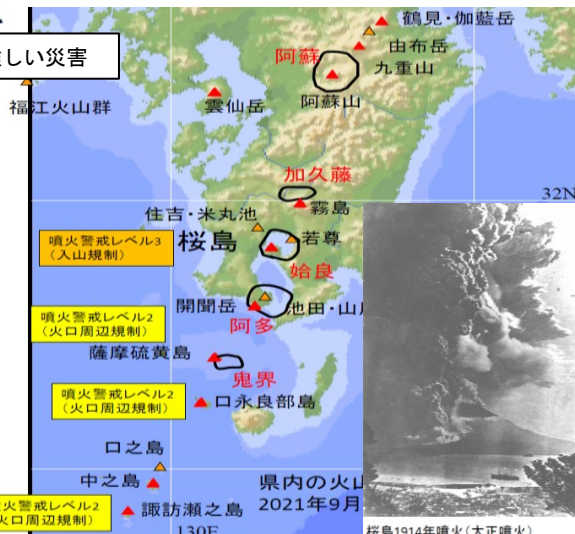 しい災害
鶴見・伽藍岳
由布岳
九重山
阿蘇
阿蘇山
雲仙岳
福江火山群
加久藤
32N
霧島
住吉・米丸池
噴火警戒レベル3
(入山規制)
桜島
若尊
姶良
噴火警戒レベル2
(火口周辺規制)
開聞岳
池田・山
阿多
薩摩硫黄島
鬼界
噴火警戒レベル2
(火口周辺規制)
口永良部島
口之島
中之島
県内の火山
2021年9月
火警戒レベル2
火口周辺規制)
諏訪瀬之島
130E
桜島1914年噴火(大正噴火)